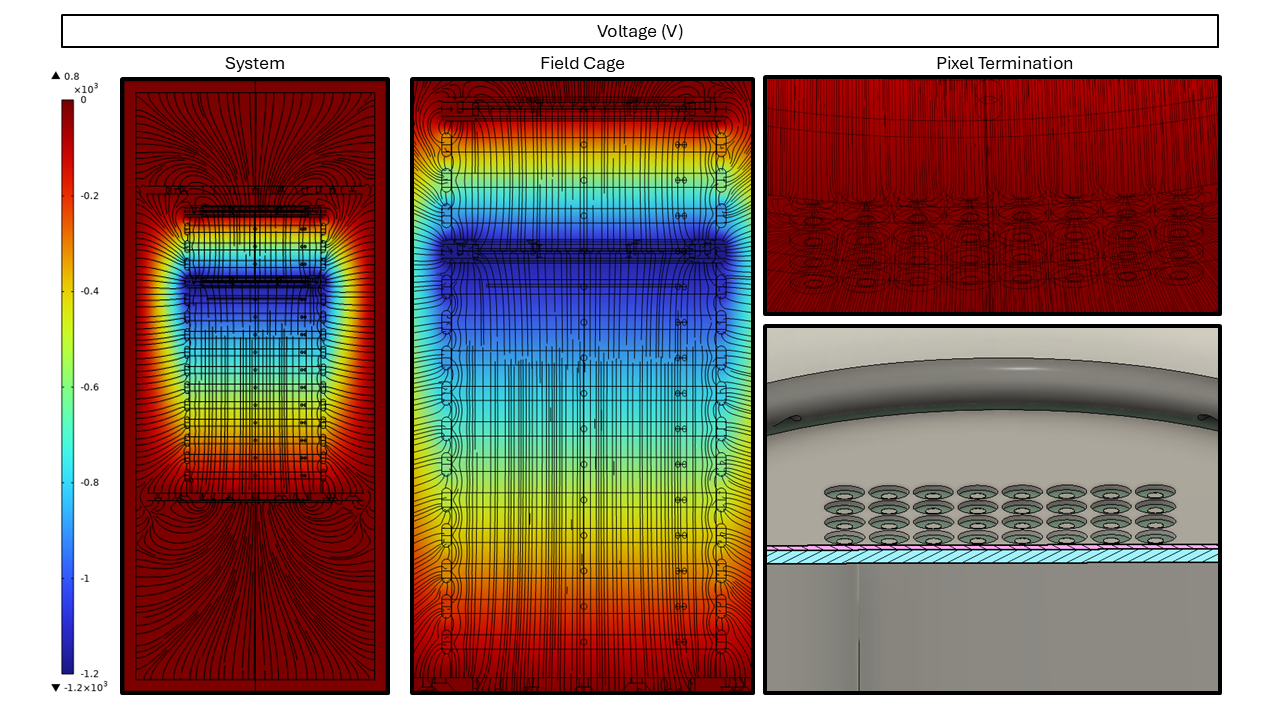 Voltage (V)
System
Field Cage
Pixel Termination
▲ 0.8
×10³
0
-0.2
-0.4
-0.6
-0.8
-1
-1.2
▼ -1.2×10³